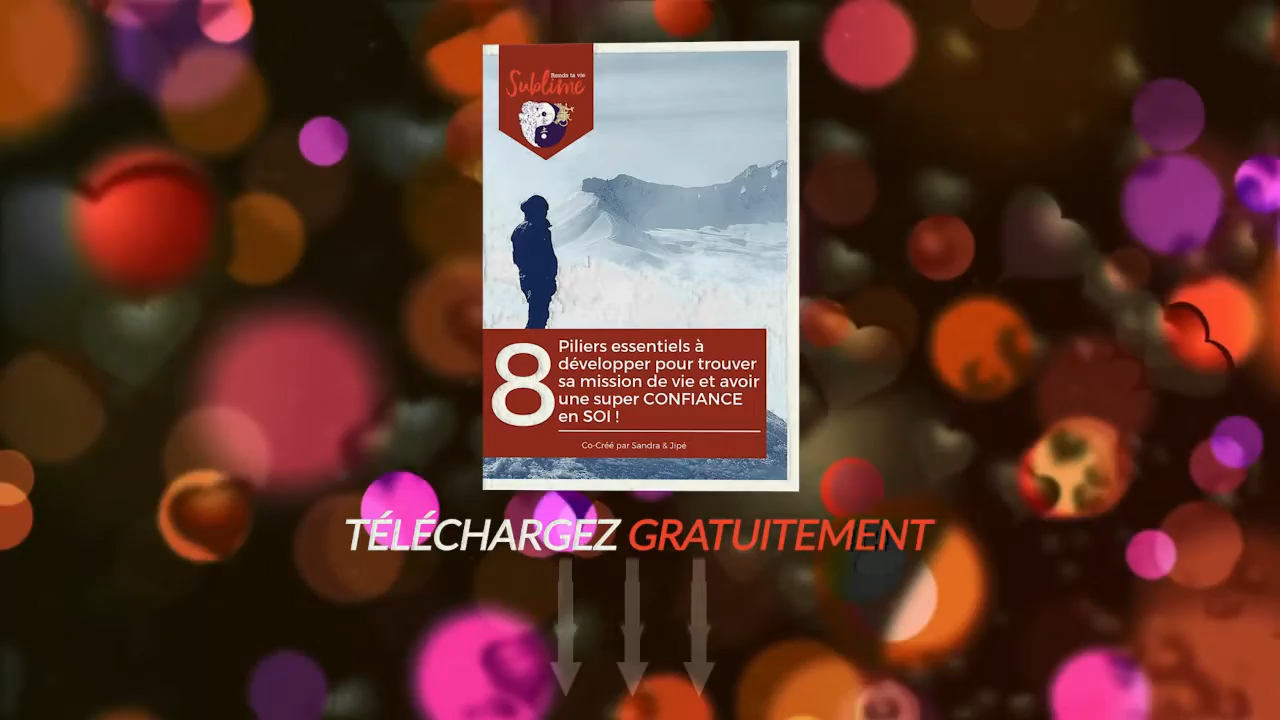 Rends ta vie
Sublime
8
Piliers essentiels à
développer pour trouver
sa mission de vie et avoir
une super CONFIANCE
en SOI !
Co-Créé par Sandra & Jipé
TÉLÉCHARGEZ GRATUITEMENT